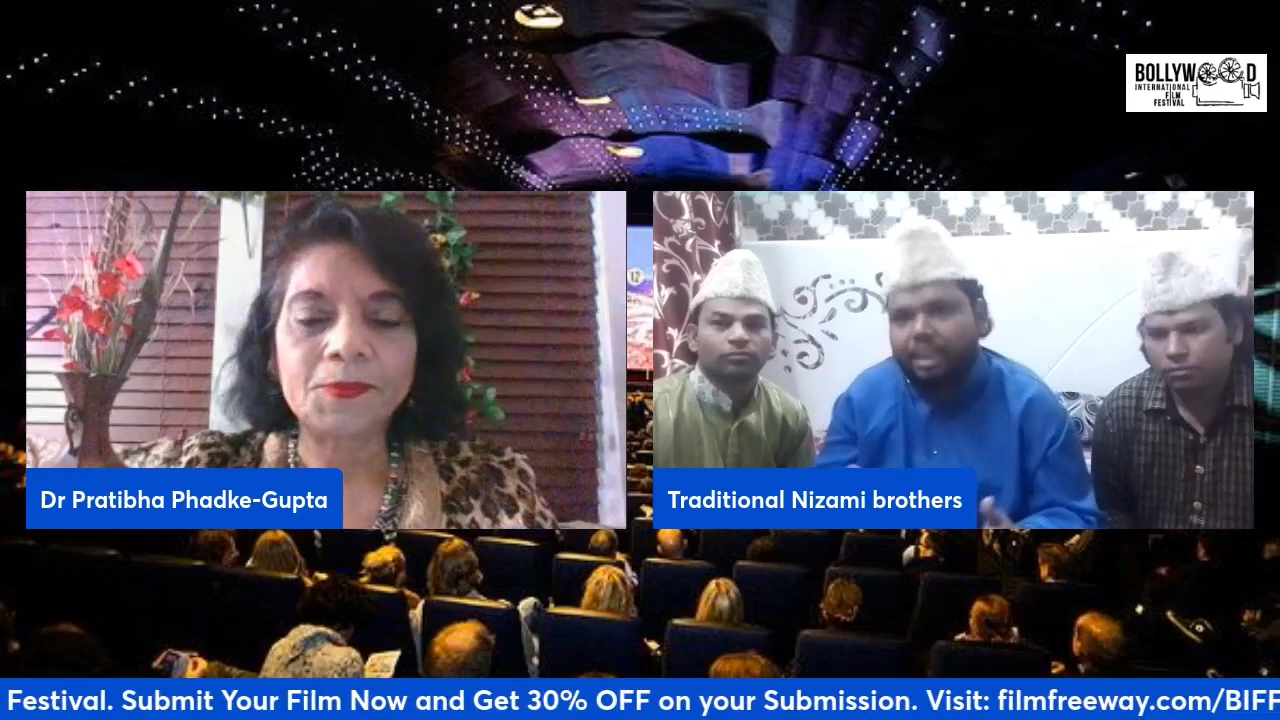 BOLLYWOOD
INTERNATIONAL
FILM
FESTIVAL
12
Dr Pratibha Phadke-Gupta
Traditional Nizami brothers
Festival. Submit Your Film Now and Get 30% OFF on your Submission. Visit: filmfreeway.com/BIFF